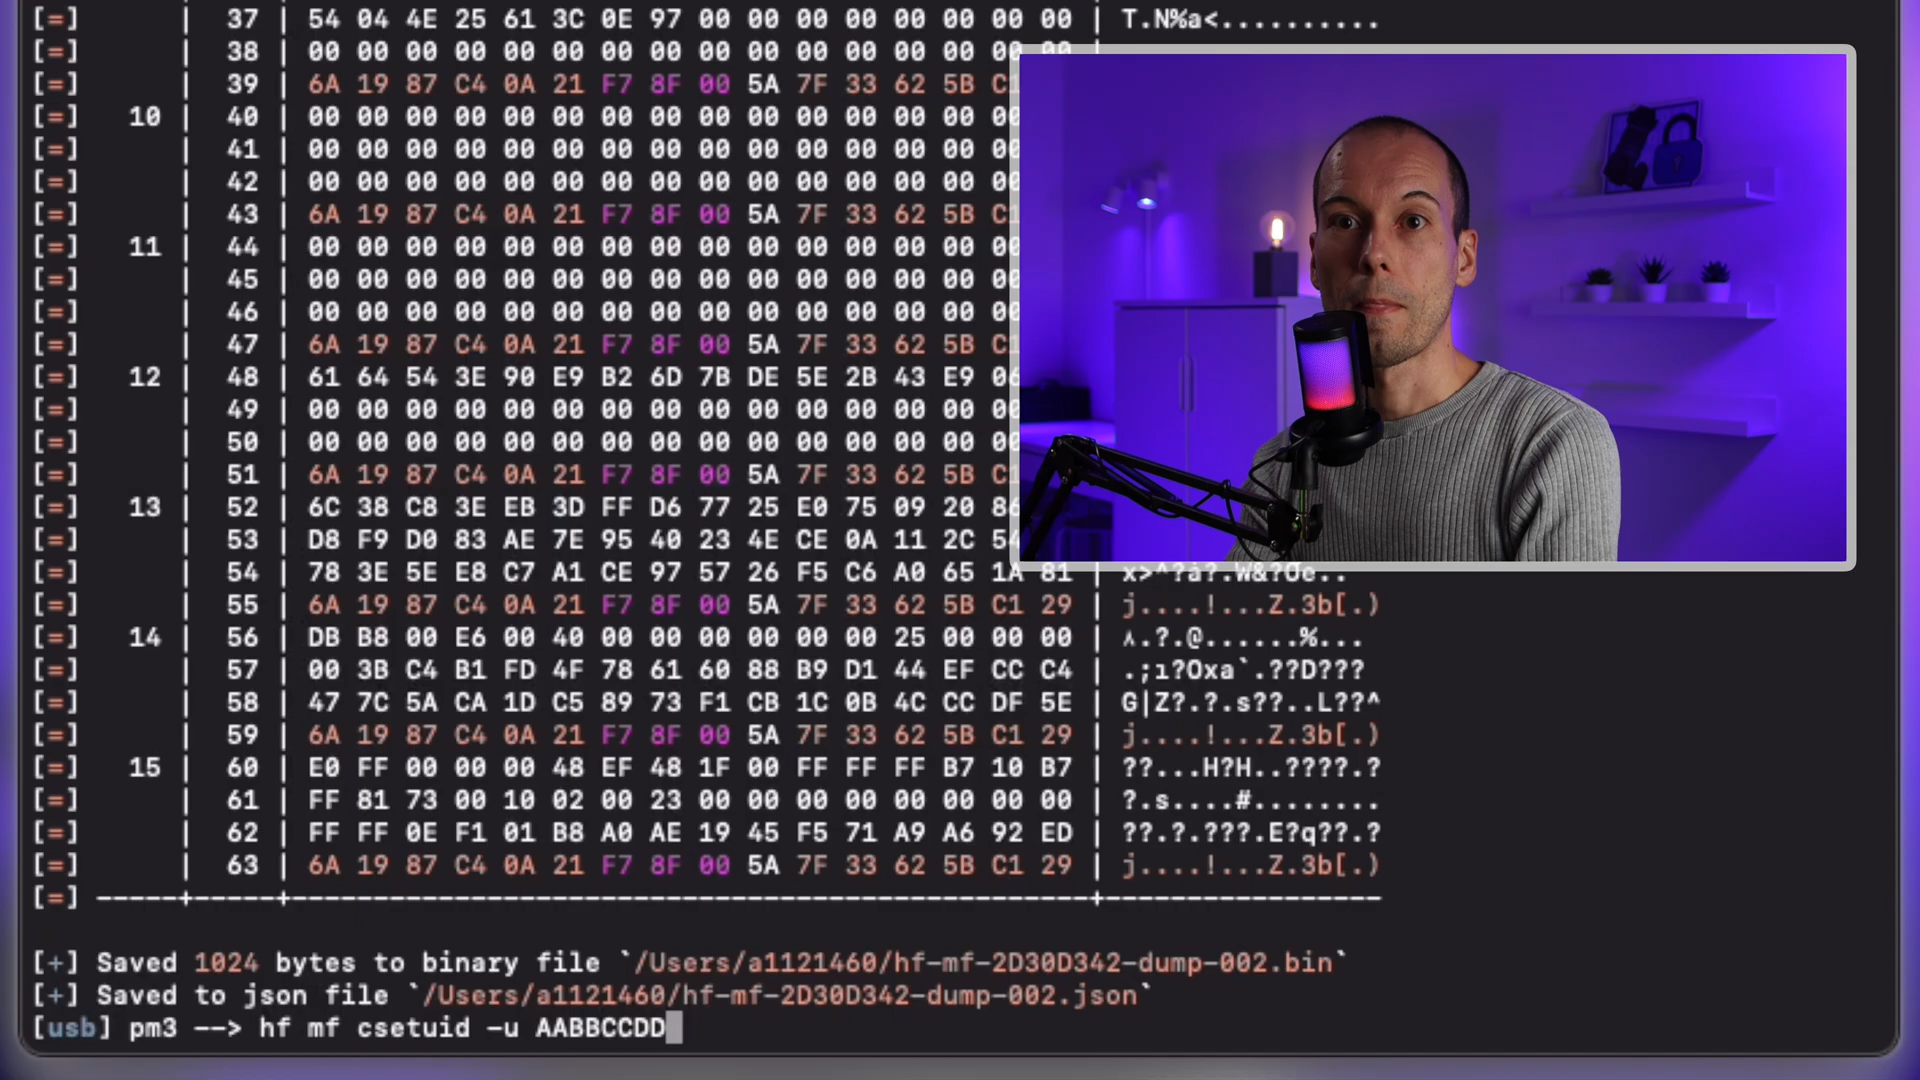 [=] | 37 | 54 04 4E 25 61 3C 0E 97 00 00 00 00 00 00 00 00 | T.N%a<..........
[=] | 38 | 00 00 00 00 00 00 00 00 00 00 00 00 00 00 00 00
[=] | 39 | 6A 19 87 C4 0A 21 F7 8F 00 5A 7F 33 62 5B C1
[=] 10 | 40 | 00 00 00 00 00 00 00 00 00 00 00 00 00 00 00
[=] | 41 | 00 00 00 00 00 00 00 00 00 00 00 00 00 00 00
[=] | 42 | 00 00 00 00 00 00 00 00 00 00 00 00 00 00 00
[=] | 43 | 6A 19 87 C4 0A 21 F7 8F 00 5A 7F 33 62 5B C1
[=] 11 | 44 | 00 00 00 00 00 00 00 00 00 00 00 00 00 00 00
[=] | 45 | 00 00 00 00 00 00 00 00 00 00 00 00 00 00 00
[=] | 46 | 00 00 00 00 00 00 00 00 00 00 00 00 00 00 00
[=] | 47 | 6A 19 87 C4 0A 21 F7 8F 00 5A 7F 33 62 5B C1
[=] 12 | 48 | 61 64 54 3E 90 E9 B2 6D 7B DE 5E 2B 43 E9 06
[=] | 49 | 00 00 00 00 00 00 00 00 00 00 00 00 00 00 00
[=] | 50 | 00 00 00 00 00 00 00 00 00 00 00 00 00 00 00
[=] | 51 | 6A 19 87 C4 0A 21 F7 8F 00 5A 7F 33 62 5B C1
[=] 13 | 52 | 6C 38 C8 3E EB 3D FF D6 77 25 E0 75 09 20 86
[=] | 53 | D8 F9 D0 83 AE 7E 95 40 23 4E CE 0A 11 2C 54
[=] | 54 | 78 3E 5E E8 C7 A1 CE 97 57 26 F5 C6 A0 65 1A 81 |
[=] | 55 | 6A 19 87 C4 0A 21 F7 8F 00 5A 7F 33 62 5B C1 29 | j....!...Z.3b[.)
[=] 14 | 56 | DB B8 00 E6 00 40 00 00 00 00 00 00 25 00 00 00 | ʌ.?.@......%...
[=] | 57 | 00 3B C4 B1 FD 4F 78 61 60 88 B9 D1 44 EF CC C4 | .;ı?Oxa`.??D???
[=] | 58 | 47 7C 5A CA 1D C5 89 73 F1 CB 1C 0B 4C CC DF 5E | G|Z?.?.s??..L??^
[=] | 59 | 6A 19 87 C4 0A 21 F7 8F 00 5A 7F 33 62 5B C1 29 | j....!...Z.3b[.)
[=] 15 | 60 | E0 FF 00 00 00 48 EF 48 1F 00 FF FF FF B7 10 B7 | ??...H?H..????.?
[=] | 61 | FF 81 73 00 10 02 00 23 00 00 00 00 00 00 00 00 | ?.s....#........
[=] | 62 | FF FF 0E F1 01 B8 A0 AE 19 45 F5 71 A9 A6 92 ED | ??.?.???.E?q??.?
[=] | 63 | 6A 19 87 C4 0A 21 F7 8F 00 5A 7F 33 62 5B C1 29 | j....!...Z.3b[.)
[=] -----+-----+-------------------------------------------------+-----------------
[+] Saved 1024 bytes to binary file `/Users/a1121460/hf-mf-2D30D342-dump-002.bin`
[+] Saved to json file `/Users/a1121460/hf-mf-2D30D342-dump-002.json`
[usb] pm3 --> hf mf csetuid -u AABBCCDD